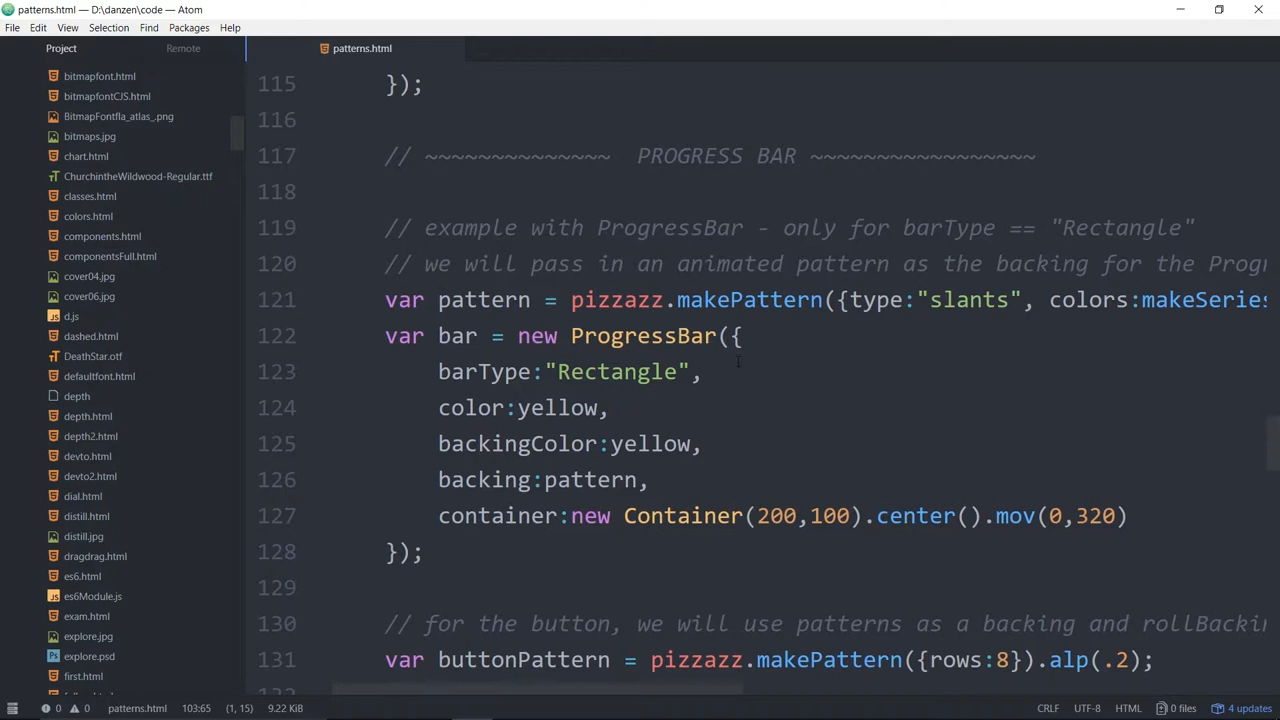 patterns.html — D:\danzen\code — Atom
File Edit View Selection Find Packages Help
Project Remote
patterns.html
bitmapfont.html
bitmapfontCJS.html
BitmapFontfla_atlas_.png
bitmaps.jpg
chart.html
ChurchintheWildwood-Regular.ttf
classes.html
colors.html
components.html
componentsFull.html
cover04.jpg
cover06.jpg
d.js
dashed.html
DeathStar.otf
defaultfont.html
depth
depth.html
depth2.html
devto.html
devto2.html
dial.html
distill.html
distill.jpg
dragdrag.html
es6.html
es6Module.js
exam.html
explore.jpg
explore.psd
first.html
115 });
116
117 // ~~~~~~~~~~~~~~ PROGRESS BAR ~~~~~~~~~~~~~~~~~
118
119 // example with ProgressBar - only for barType == "Rectangle"
120 // we will pass in an animated pattern as the backing for the Progr
121 var pattern = pizzazz.makePattern({type:"slants", colors:makeSeries
122 var bar = new ProgressBar({
123 barType:"Rectangle",
124 color:yellow,
125 backingColor:yellow,
126 backing:pattern,
127 container:new Container(200,100).center().mov(0,320)
128 });
129
130 // for the button, we will use patterns as a backing and rollBackin
131 var buttonPattern = pizzazz.makePattern({rows:8}).alp(.2);
0 0 patterns.html 103:65 (1, 15) 9.22 KiB CRLF UTF-8 HTML 0 files 4 updates